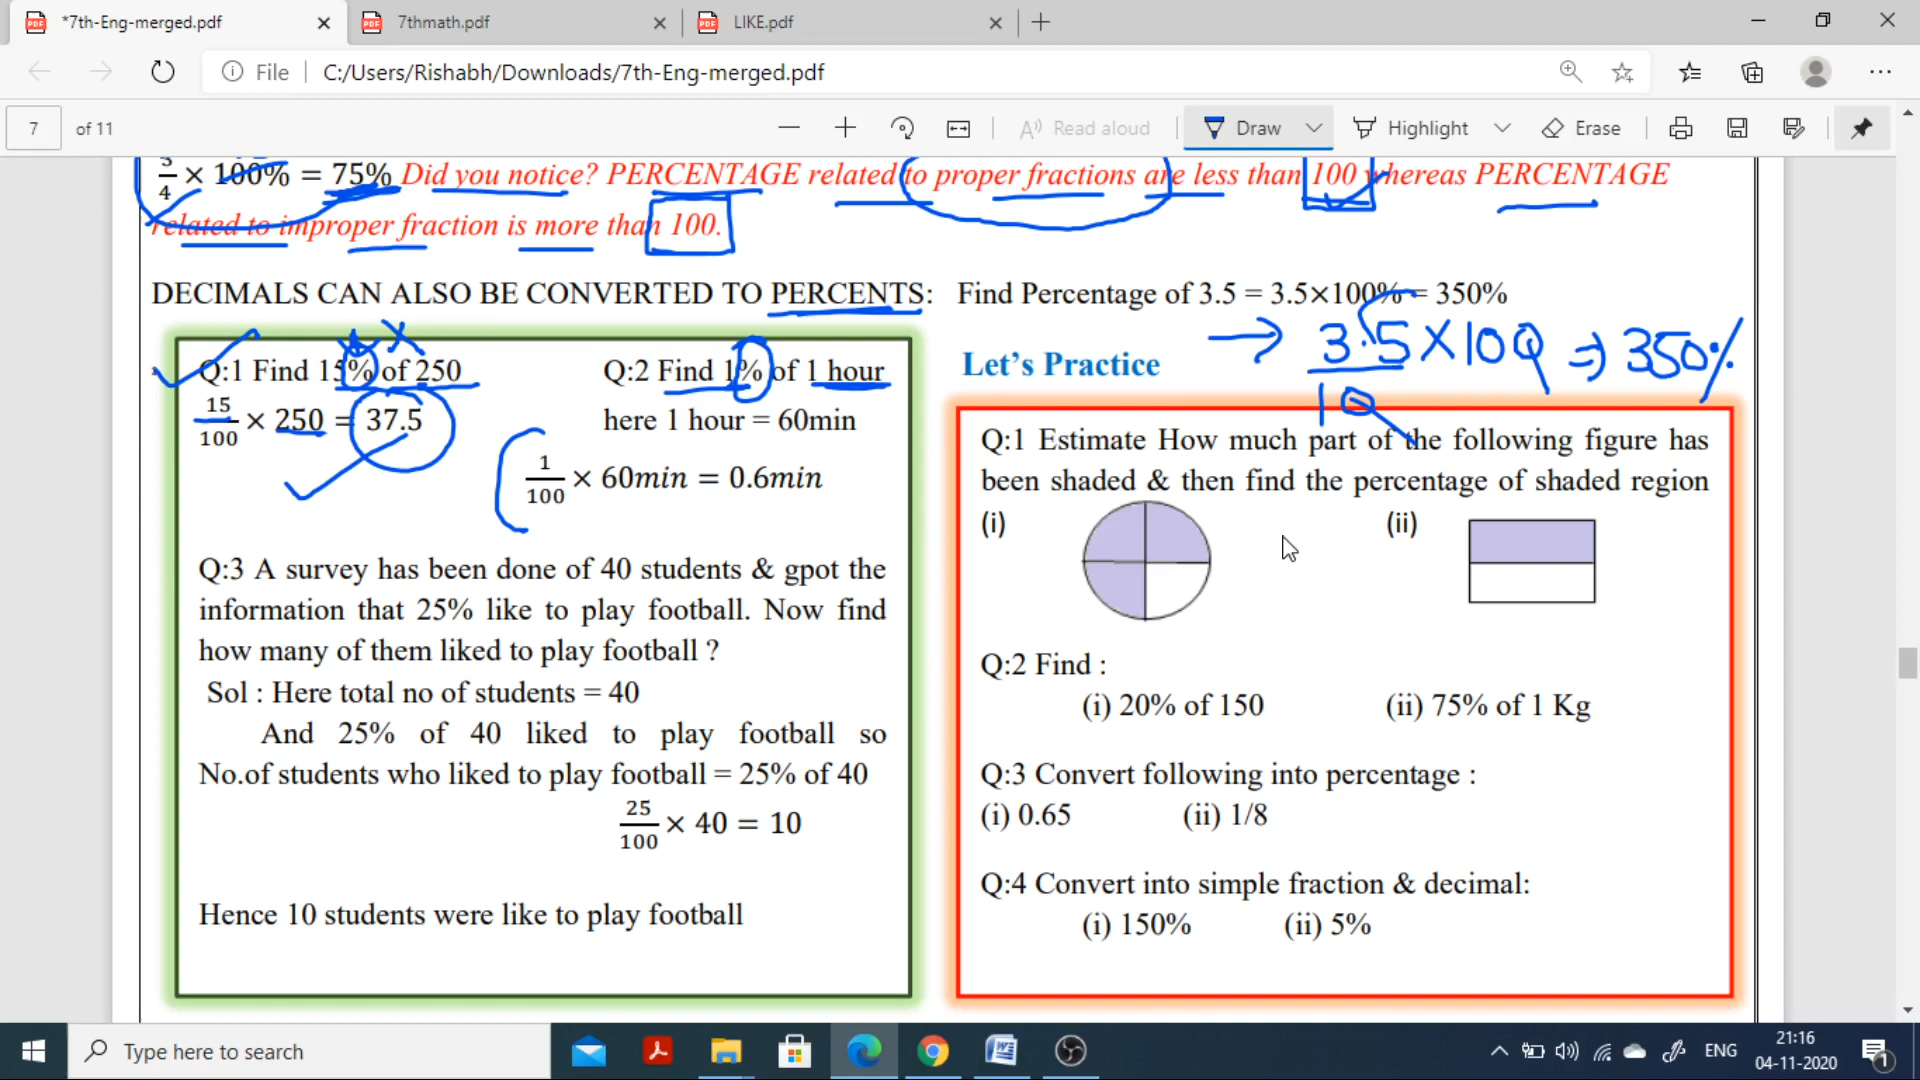 *7th-Eng-merged.pdf
7thmath.pdf
LIKE.pdf
File
C:/Users/Rishabh/Downloads/7th-Eng-merged.pdf
7 of 11
Read aloud
Draw
Highlight
Erase
3/4 × 100% = 75% Did you notice? PERCENTAGE related to proper fractions are less than 100 whereas PERCENTAGE
related to improper fraction is more than 100.
DECIMALS CAN ALSO BE CONVERTED TO PERCENTS: Find Percentage of 3.5 = 3.5×100% = 350%
Q:1 Find 15% of 250
15/100 × 250 = 37.5
Q:2 Find 1% of 1 hour
here 1 hour = 60min
1/100 × 60min = 0.6min
Q:3 A survey has been done of 40 students & gpot the
information that 25% like to play football. Now find
how many of them liked to play football ?
Sol : Here total no of students = 40
And 25% of 40 liked to play football so
No.of students who liked to play football = 25% of 40
25/100 × 40 = 10
Hence 10 students were like to play football
→ 3.5 × 100 ⇒ 350%
10
Let's Practice
Q:1 Estimate How much part of the following figure has
been shaded & then find the percentage of shaded region
(i) (ii)
Q:2 Find :
(i) 20% of 150 (ii) 75% of 1 Kg
Q:3 Convert following into percentage :
(i) 0.65 (ii) 1/8
Q:4 Convert into simple fraction & decimal:
(i) 150% (ii) 5%
Type here to search
ENG
21:16
04-11-2020
1